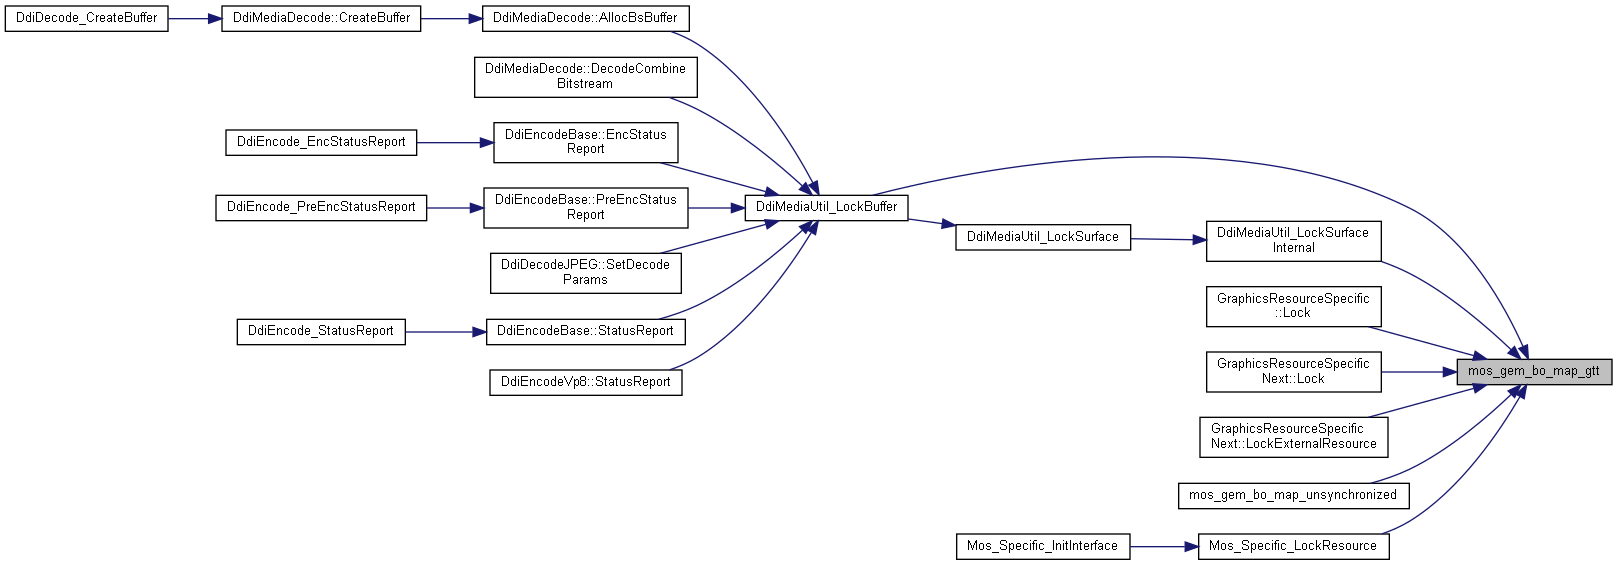 DdiDecode_CreateBuffer
DdiMediaDecode::CreateBuffer
DdiMediaDecode::AllocBsBuffer
DdiMediaDecode::DecodeCombine
Bitstream
DdiEncode_EncStatusReport
DdiEncodeBase::EncStatus
Report
DdiEncode_PreEncStatusReport
DdiEncodeBase::PreEncStatus
Report
DdiMediaUtil_LockBuffer
DdiMediaUtil_LockSurface
DdiMediaUtil_LockSurface
Internal
DdiDecodeJPEG::SetDecode
Params
GraphicsResourceSpecific
::Lock
DdiEncode_StatusReport
DdiEncodeBase::StatusReport
GraphicsResourceSpecific
Next::Lock
mos_gem_bo_map_gtt
DdiEncodeVp8::StatusReport
GraphicsResourceSpecific
Next::LockExternalResource
mos_gem_bo_map_unsynchronized
Mos_Specific_InitInterface
Mos_Specific_LockResource